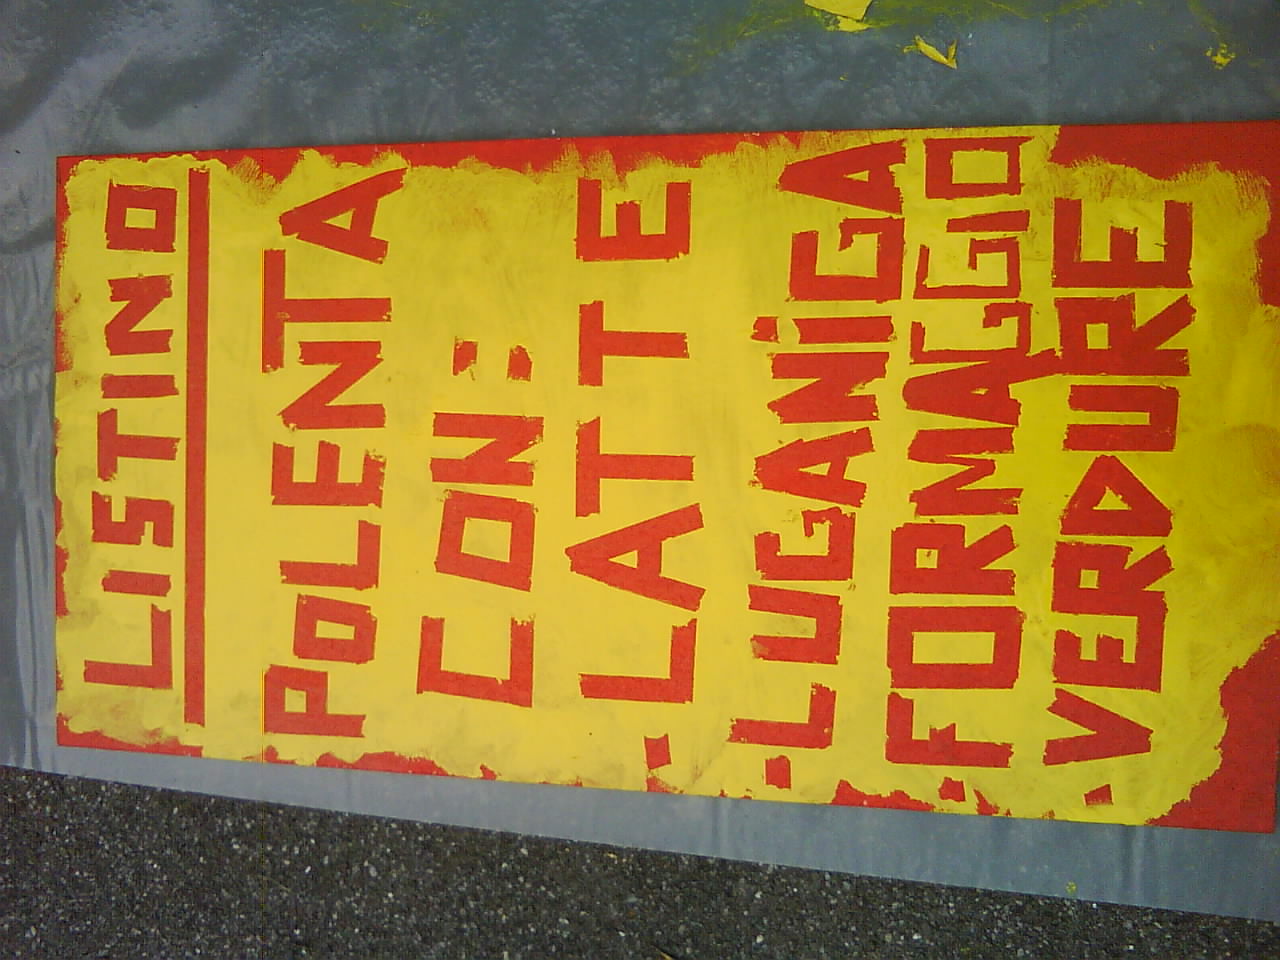 LISTINO
POLENTA
CON:
- LATTE
- LUGANiGA
- FORMAGGIO
- VERDURE